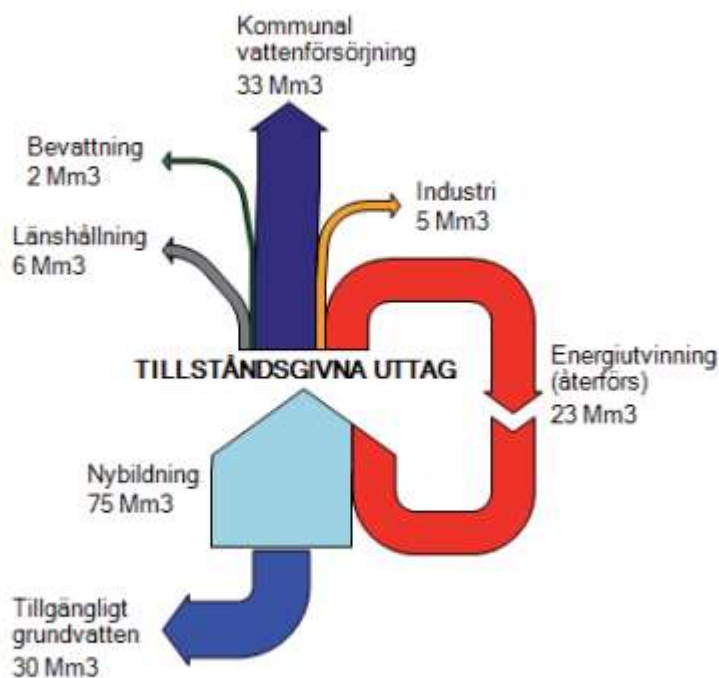 Kommunal
vattenförsörjning
33 Mm3
Bevattning
2 Mm3
Industri
5 Mm3
Länshållning
6 Mm3
TILLSTÅNDSGIVNA UTTAG
Energiutvinning
(återförs)
23 Mm3
Nybildning
75 Mm3
Tillgängligt
grundvatten
30 Mm3